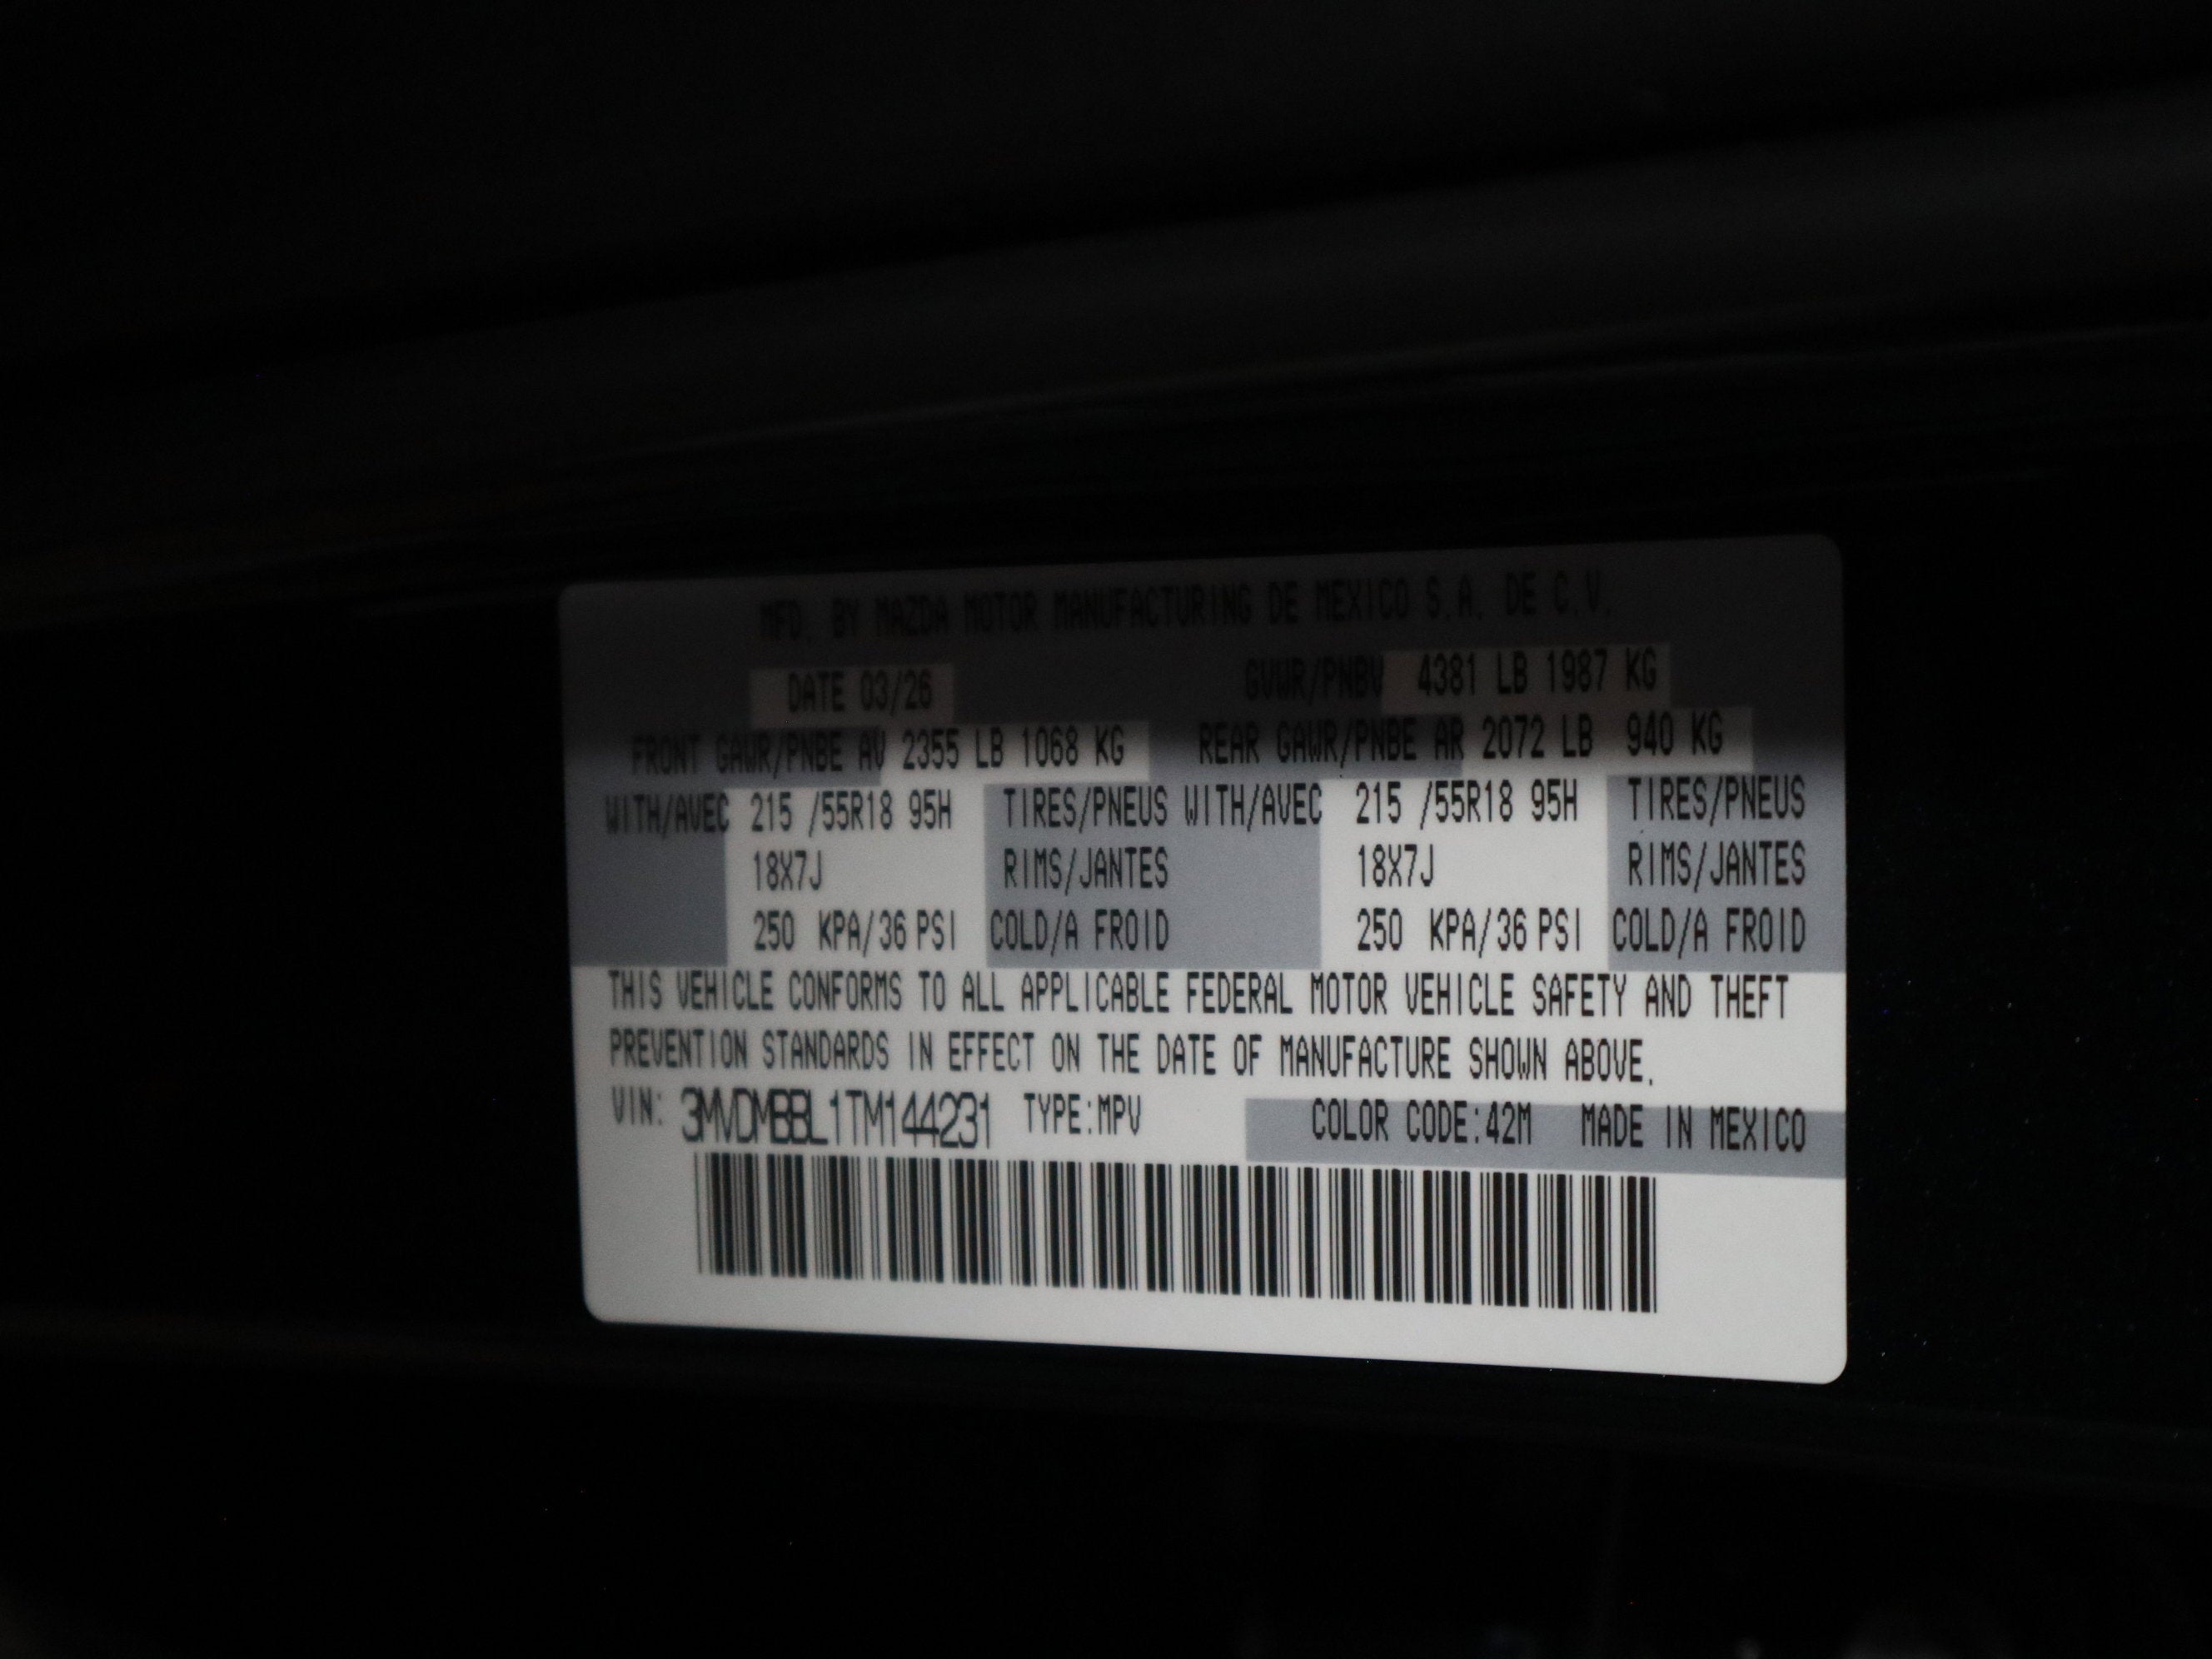 MFD. BY MAZDA MOTOR MANUFACTURING DE MEXICO S.A. DE C.V.
DATE 03/26 GVWR/PNBV 4381 LB 1987 KG
FRONT GAWR/PNBE AV 2355 LB 1068 KG REAR GAWR/PNBE AR 2072 LB 940 KG
WITH/AVEC 215 /55R18 95H TIRES/PNEUS WITH/AVEC 215 /55R18 95H TIRES/PNEUS
18X7J RIMS/JANTES 18X7J RIMS/JANTES
250 KPA/36 PSI COLD/A FROID 250 KPA/36 PSI COLD/A FROID
THIS VEHICLE CONFORMS TO ALL APPLICABLE FEDERAL MOTOR VEHICLE SAFETY AND THEFT
PREVENTION STANDARDS IN EFFECT ON THE DATE OF MANUFACTURE SHOWN ABOVE.
VIN: 3MVDMBBL1TM144231 TYPE:MPV COLOR CODE:42M MADE IN MEXICO